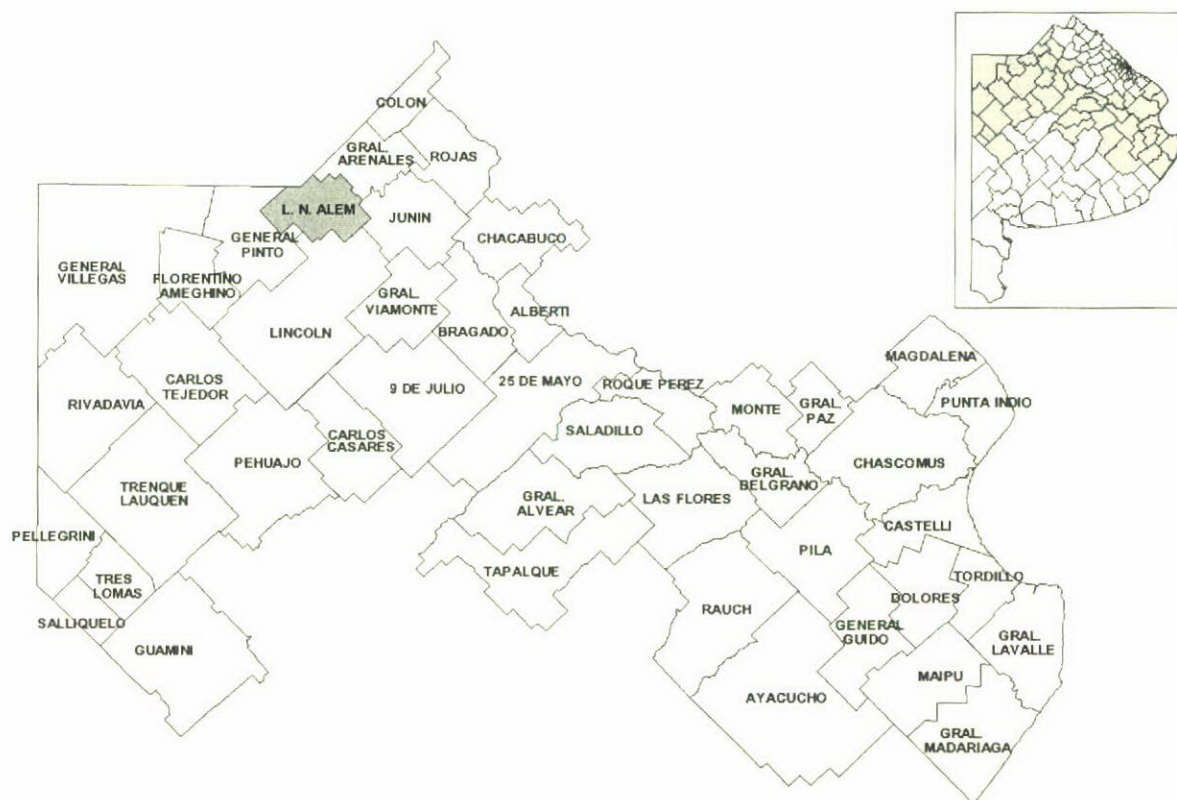 COLON
GRAL.
ARENALES
ROJAS
L. N. ALEM
JUNIN
CHACABUCO
GENERAL
PINTO
GENERAL
VILLEGAS
FLORENTINO
AMEGHINO
GRAL.
VIAMONTE
ALBERTI
LINCOLN
BRAGADO
MAGDALENA
CARLOS
TEJEDOR
9 DE JULIO
25 DE MAYO
ROQUE PEREZ
RIVADAVIA
MONTE
GRAL.
PAZ
PUNTA INDIO
SALADILLO
CARLOS
CASARES
PEHUAJO
CHASCOMUS
GRAL.
BELGRANO
TRENQUE
LAUQUEN
GRAL.
ALVEAR
LAS FLORES
CASTELLI
PELLEGRINI
PILA
TAPALQUE
TORDILLO
TRES
LOMAS
RAUCH
DOLORES
SALLIQUELO
GENERAL
GUIDO
GRAL.
LAVALLE
GUAMINI
MAIPU
AYACUCHO
GRAL.
MADARIAGA